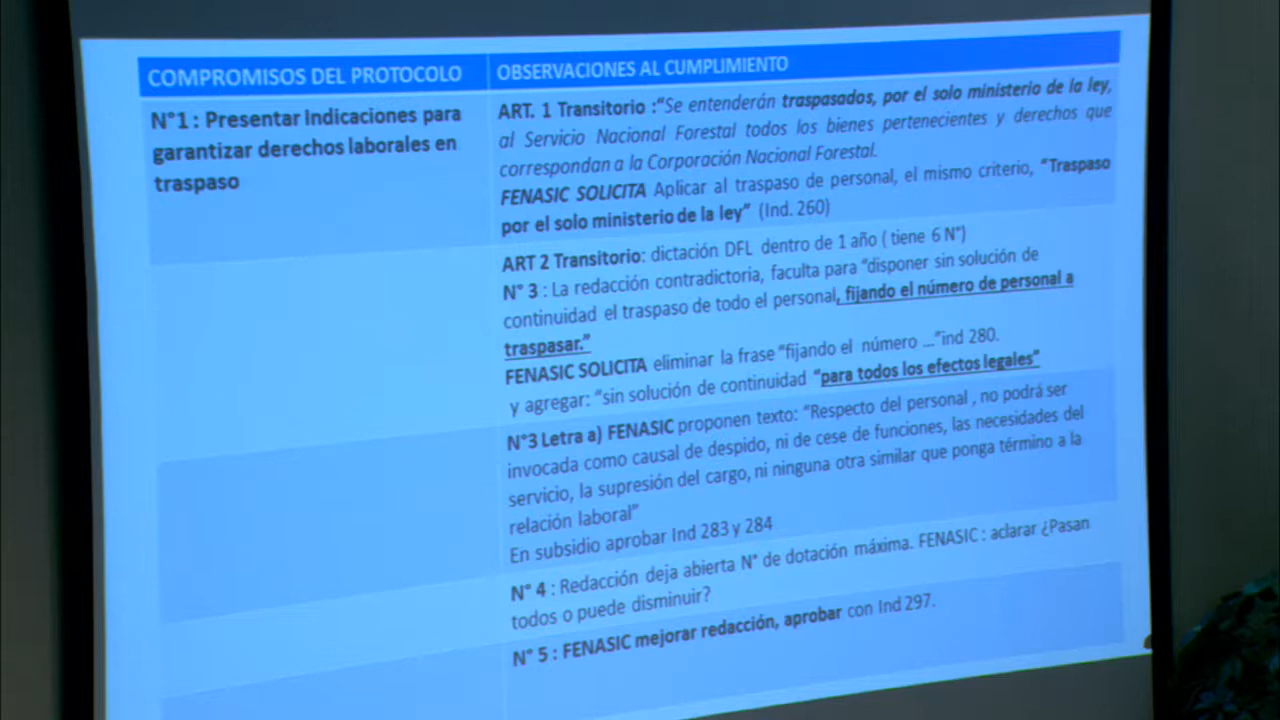 COMPROMISOS DEL PROTOCOLO
OBSERVACIONES AL CUMPLIMIENTO
N°1 : Presentar Indicaciones para
garantizar derechos laborales en
traspaso
ART. 1 Transitorio :“Se entenderán traspasados, por el solo ministerio de la ley,
al Servicio Nacional Forestal todos los bienes pertenecientes y derechos que
correspondan a la Corporación Nacional Forestal.
FENASIC SOLICITA Aplicar al traspaso de personal, el mismo criterio, “Traspaso
por el solo ministerio de la ley” (Ind. 260)
ART 2 Transitorio: dictación DFL dentro de 1 año ( tiene 6 N°)
N° 3 : La redacción contradictoria, faculta para “disponer sin solución de
continuidad el traspaso de todo el personal, fijando el número de personal a
traspasar.”
FENASIC SOLICITA eliminar la frase “fijando el número ...”ind 280.
y agregar: “sin solución de continuidad “para todos los efectos legales”
N°3 Letra a) FENASIC proponen texto: “Respecto del personal , no podrá ser
invocada como causal de despido, ni de cese de funciones, las necesidades del
servicio, la supresión del cargo, ni ninguna otra similar que ponga término a la
relación laboral”
En subsidio aprobar Ind 283 y 284
N° 4 : Redacción deja abierta N° de dotación máxima. FENASIC : aclarar ¿Pasan
todos o puede disminuir?
N° 5 : FENASIC mejorar redacción, aprobar con Ind 297.